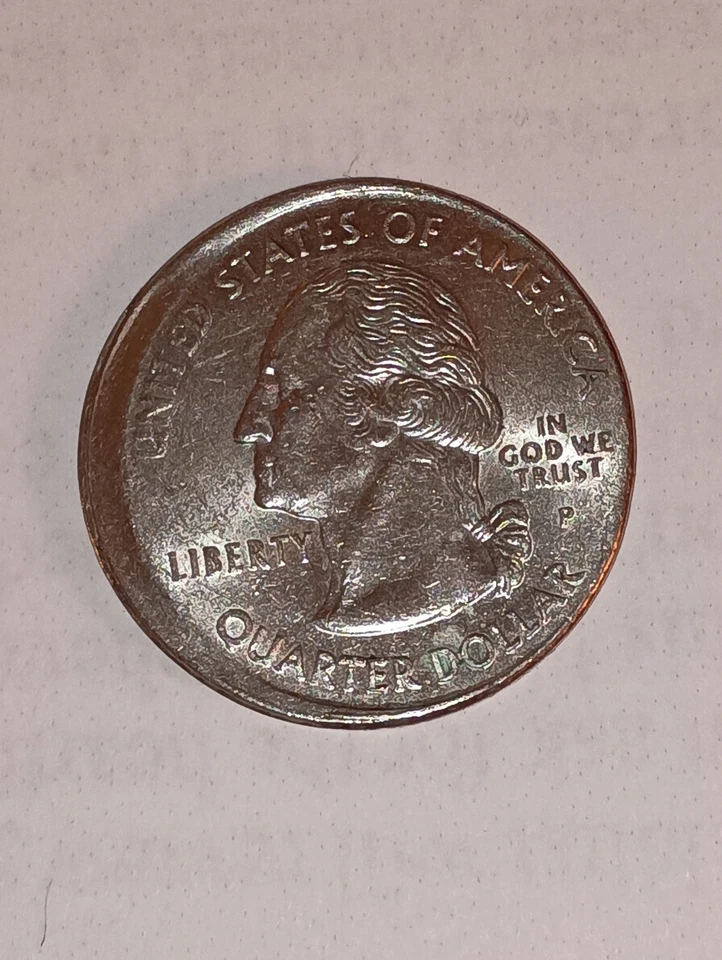 UNITED STATES OF AMERICA
IN
GOD WE
TRUST
P
LIBERTY
QUARTER DOLLAR